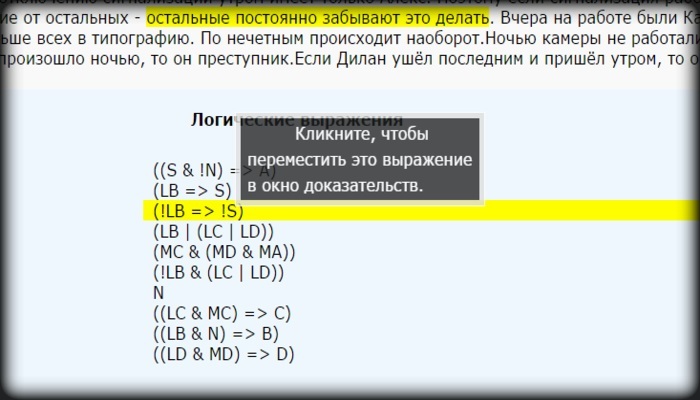 ие от остальных - остальные постоянно забывают это делать. Вчера на работе были Ка
ьше всех в типографию. По нечетным происходит наоборот.Ночью камеры не работали
произошло ночью, то он преступник.Если Дилан ушёл последним и пришёл утром, то о
Логические выражения
Кликните, чтобы
переместить это выражение
в окно доказательств.
((S & !N) => A)
(LB => S)
(!LB => !S)
(LB | (LC | LD))
(MC & (MD & MA))
(!LB & (LC | LD))
N
((LC & MC) => C)
((LB & N) => B)
((LD & MD) => D)